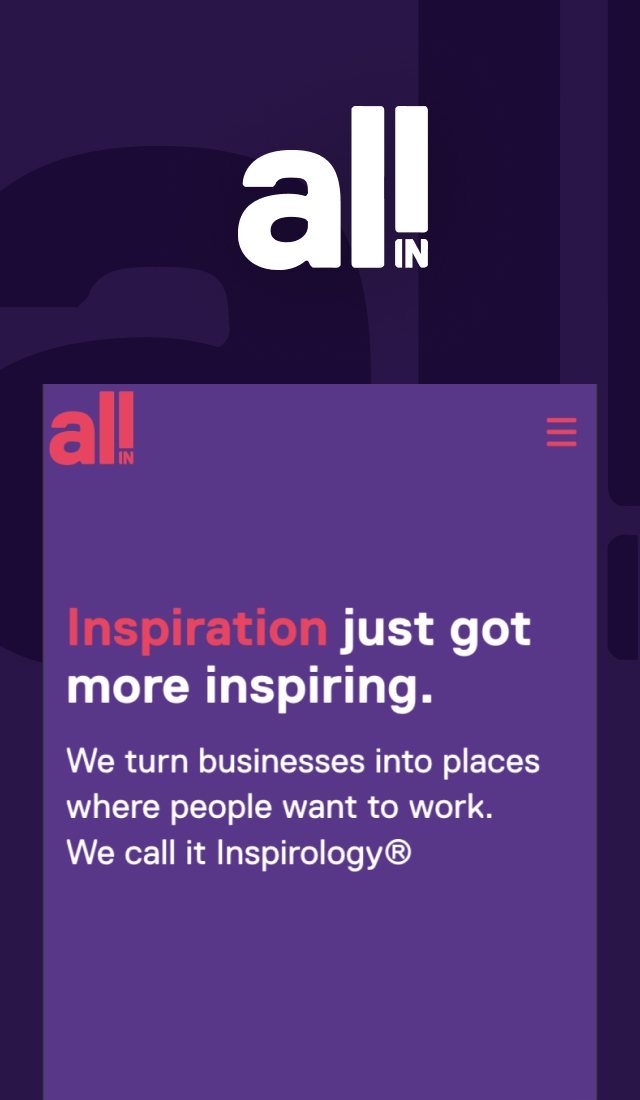 all
IN
all
IN
Inspiration just got
more inspiring.
We turn businesses into places
where people want to work.
We call it Inspirology®